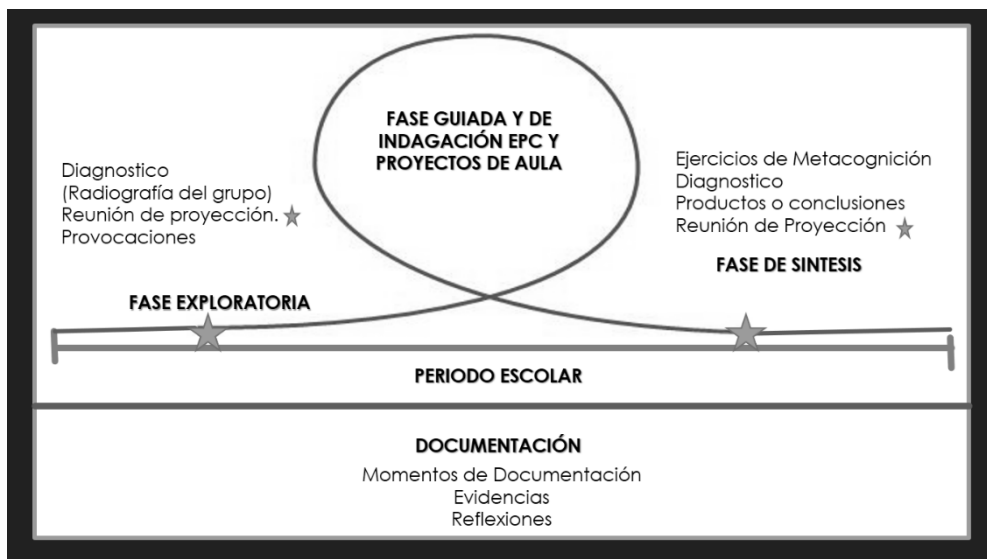 FASE GUIADA Y DE
INDAGACIÓN EPC Y
PROYECTOS DE AULA
Diagnostico
(Radiografía del grupo)
Reunión de proyección.
Provocaciones
FASE EXPLORATORIA
Ejercicios de Metacognición
Diagnostico
Productos o conclusiones
Reunión de Proyección
FASE DE SINTESIS
PERIODO ESCOLAR
DOCUMENTACIÓN
Momentos de Documentación
Evidencias
Reflexiones